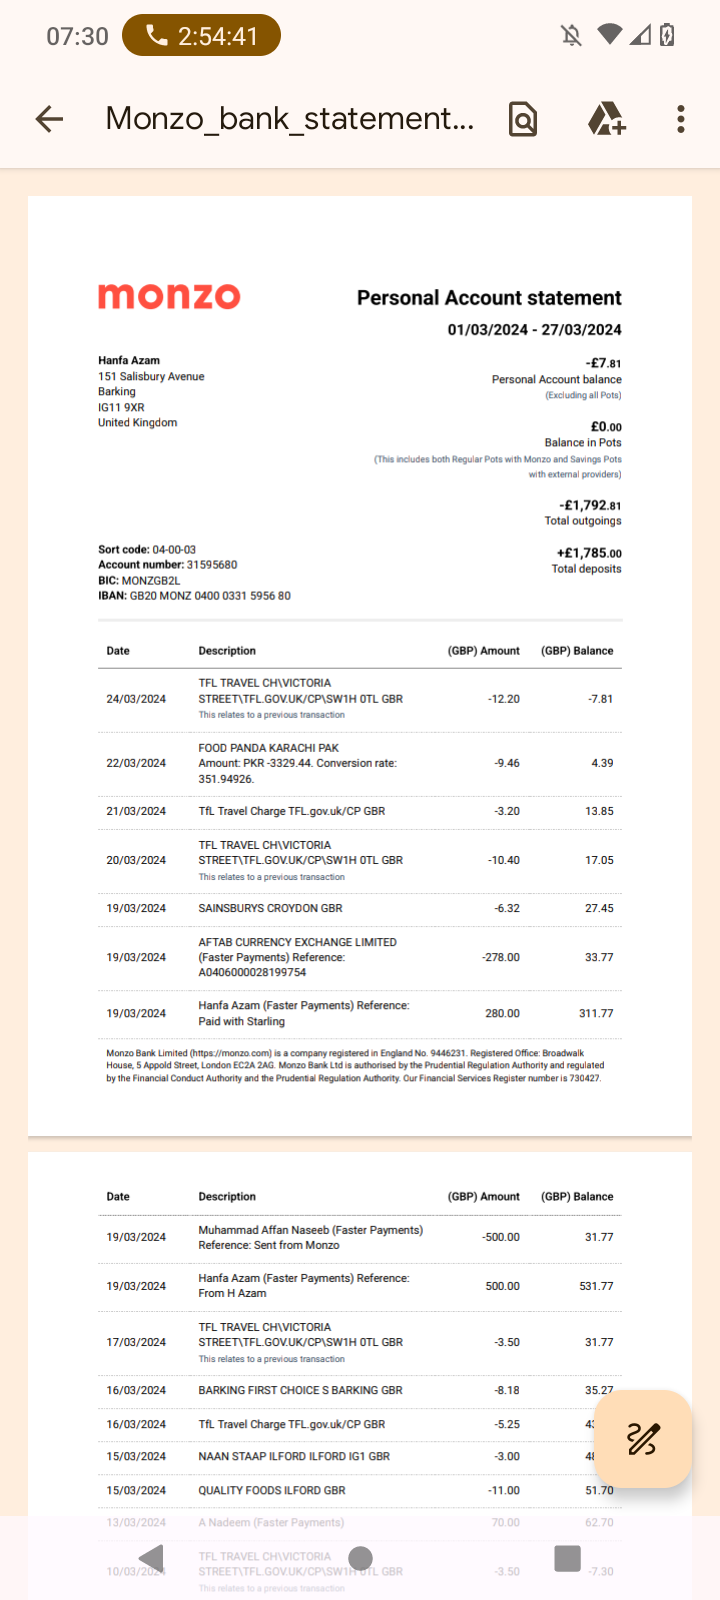 07:30 2:54:41
Monzo_bank_statement...
monzo
Personal Account statement
01/03/2024 - 27/03/2024
Hanfa Azam
151 Salisbury Avenue
Barking
IG11 9XR
United Kingdom
-£7.81
Personal Account balance
(Excluding all Pots)
£0.00
Balance in Pots
(This includes both Regular Pots with Monzo and Savings Pots
with external providers)
-£1,792.81
Total outgoings
+£1,785.00
Total deposits
Sort code: 04-00-03
Account number: 31595680
BIC: MONZGB2L
IBAN: GB20 MONZ 0400 0331 5956 80
Date Description (GBP) Amount (GBP) Balance
TFL TRAVEL CH\VICTORIA
24/03/2024 STREET\TFL.GOV.UK/CP\SW1H 0TL GBR -12.20 -7.81
This relates to a previous transaction
FOOD PANDA KARACHI PAK
22/03/2024 Amount: PKR -3329.44. Conversion rate: -9.46 4.39
351.94926.
21/03/2024 TfL Travel Charge TFL.gov.uk/CP GBR -3.20 13.85
TFL TRAVEL CH\VICTORIA
20/03/2024 STREET\TFL.GOV.UK/CP\SW1H 0TL GBR -10.40 17.05
This relates to a previous transaction
19/03/2024 SAINSBURYS CROYDON GBR -6.32 27.45
AFTAB CURRENCY EXCHANGE LIMITED
19/03/2024 (Faster Payments) Reference: -278.00 33.77
A0406000028199754
19/03/2024 Hanfa Azam (Faster Payments) Reference: 280.00 311.77
Paid with Starling
Monzo Bank Limited (https://monzo.com) is a company registered in England No. 9446231. Registered Office: Broadwalk
House, 5 Appold Street, London EC2A 2AG. Monzo Bank Ltd is authorised by the Prudential Regulation Authority and regulated
by the Financial Conduct Authority and the Prudential Regulation Authority. Our Financial Services Register number is 730427.
Date Description (GBP) Amount (GBP) Balance
19/03/2024 Muhammad Affan Naseeb (Faster Payments) -500.00 31.77
Reference: Sent from Monzo
19/03/2024 Hanfa Azam (Faster Payments) Reference: 500.00 531.77
From H Azam
TFL TRAVEL CH\VICTORIA
17/03/2024 STREET\TFL.GOV.UK/CP\SW1H 0TL GBR -3.50 31.77
This relates to a previous transaction
16/03/2024 BARKING FIRST CHOICE S BARKING GBR -8.18 35.27
16/03/2024 TfL Travel Charge TFL.gov.uk/CP GBR -5.25
15/03/2024 NAAN STAAP ILFORD ILFORD IG1 GBR -3.00
15/03/2024 QUALITY FOODS ILFORD GBR -11.00 51.70
13/03/2024 A Nadeem (Faster Payments) 70.00 62.70
TFL TRAVEL CH\VICTORIA
10/03/2024 STREET\TFL.GOV.UK/CP\SW1H 0TL GBR -3.50 -7.30
This relates to a previous transaction